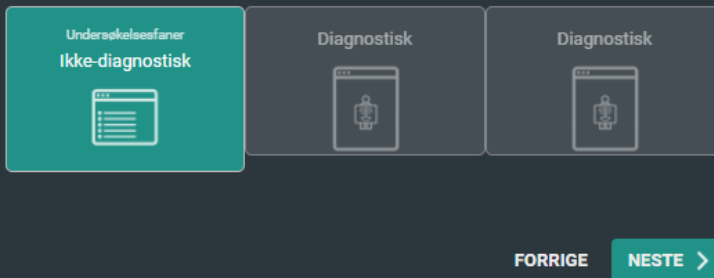 Undersøkelsesfaner
Ikke-diagnostisk
Diagnostisk
Diagnostisk
FORRIGE
NESTE